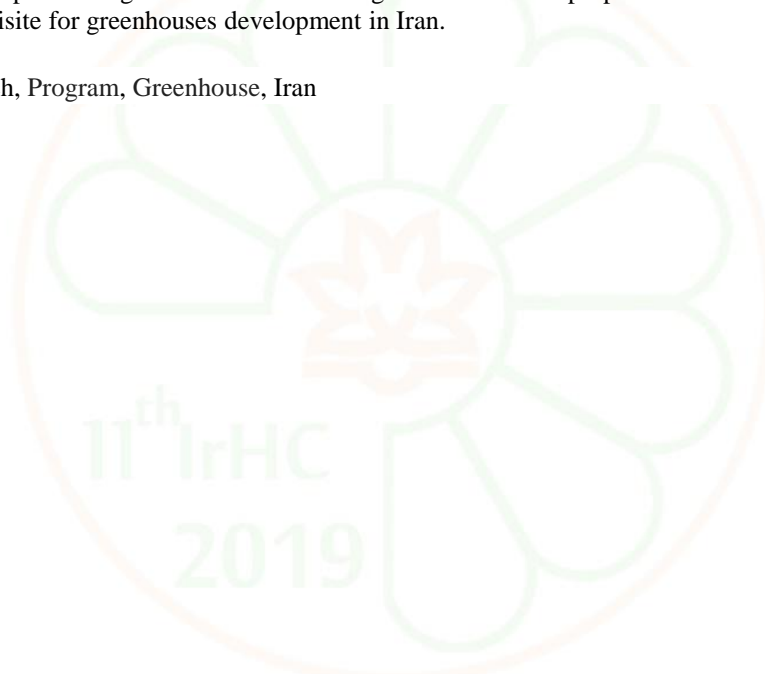 isite for greenhouses development in Iran.
h, Program, Greenhouse, Iran
11th IrHC
2019